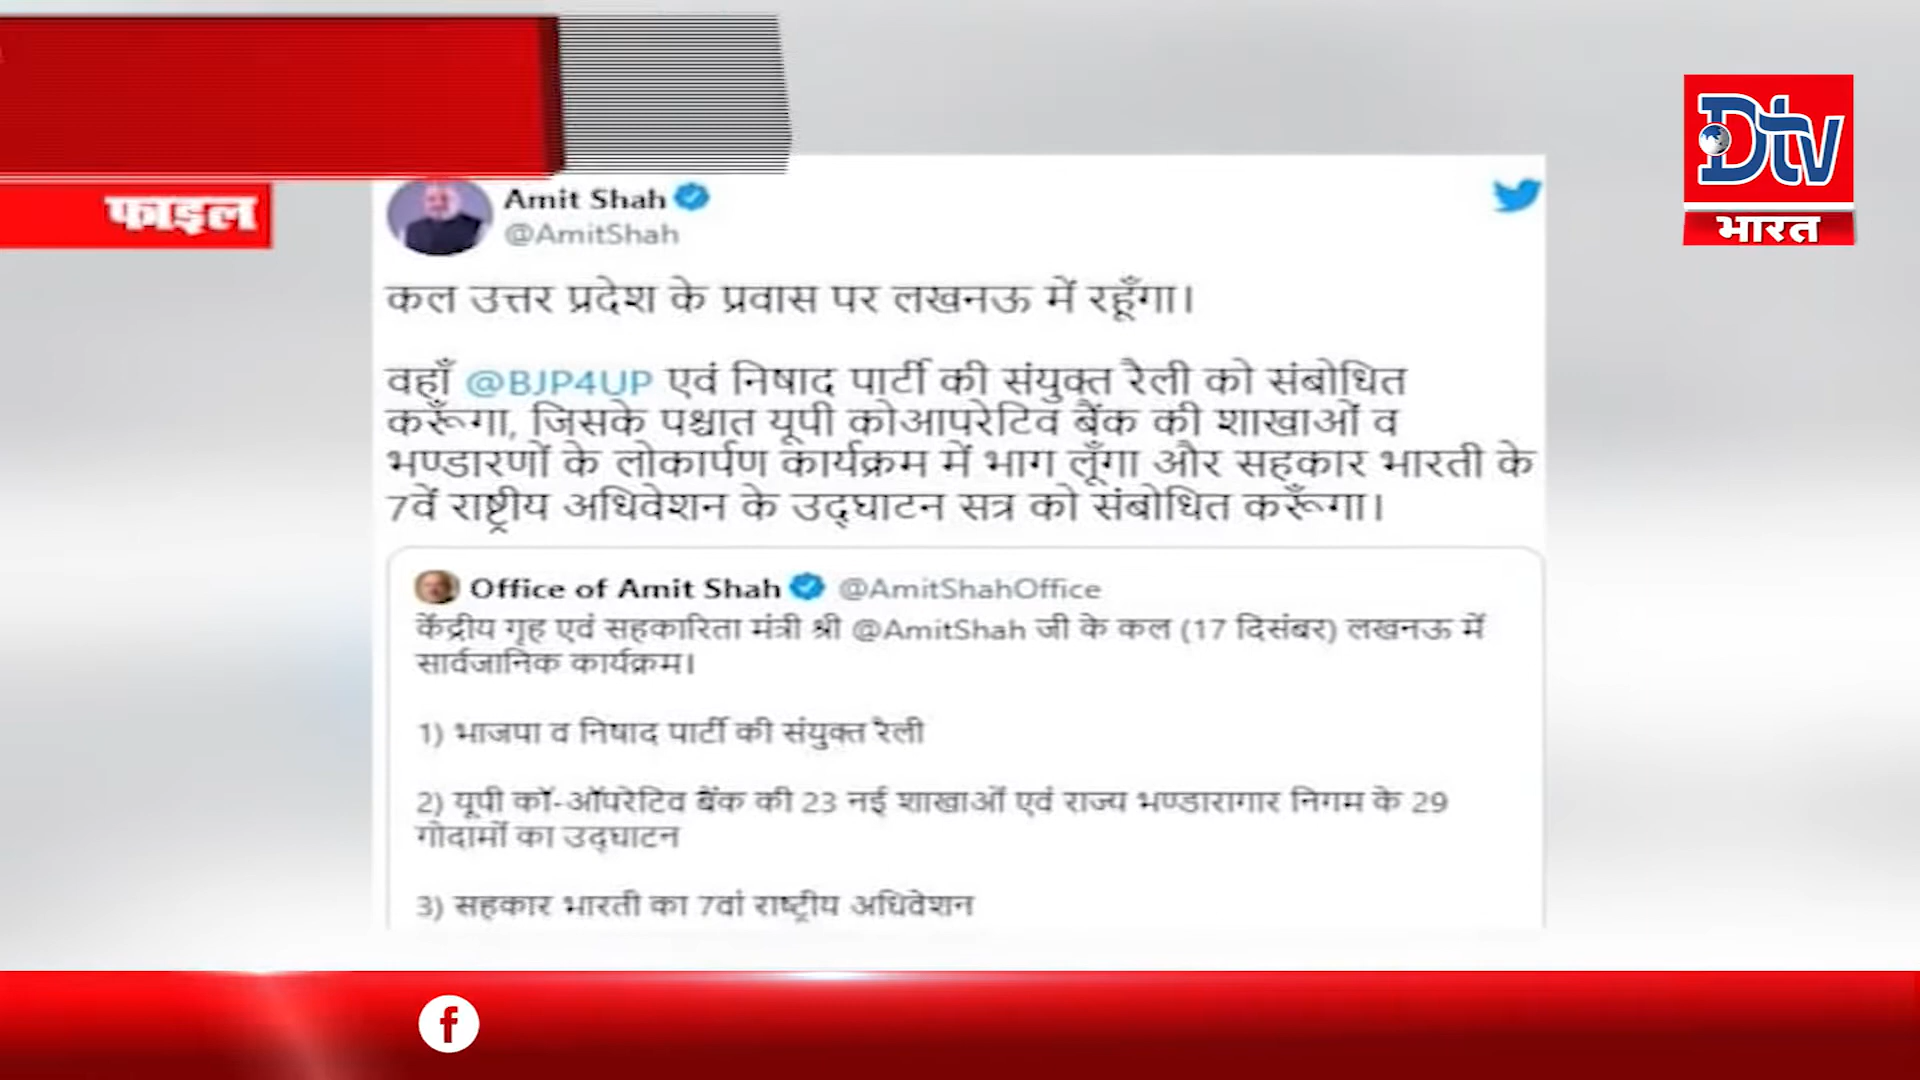 Dtv
भारत
फाइल
Amit Shah
@AmitShah
कल उत्तर प्रदेश के प्रवास पर लखनऊ में रहूँगा।
वहाँ @BJP4UP एवं निषाद पार्टी की संयुक्त रैली को संबोधित
करूँगा, जिसके पश्चात यूपी कोआपरेटिव बैंक की शाखाओं व
भण्डारणों के लोकार्पण कार्यक्रम में भाग लूँगा और सहकार भारती के
7वें राष्ट्रीय अधिवेशन के उद्घाटन सत्र को संबोधित करूँगा।
Office of Amit Shah @AmitShahOffice
केंद्रीय गृह एवं सहकारिता मंत्री श्री @AmitShah जी के कल (17 दिसंबर) लखनऊ में
सार्वजानिक कार्यक्रम।
1) भाजपा व निषाद पार्टी की संयुक्त रैली
2) यूपी कॉ-ऑपरेटिव बैंक की 23 नई शाखाओं एवं राज्य भण्डारागार निगम के 29
गोदामों का उद्घाटन
3) सहकार भारती का 7वां राष्ट्रीय अधिवेशन
f